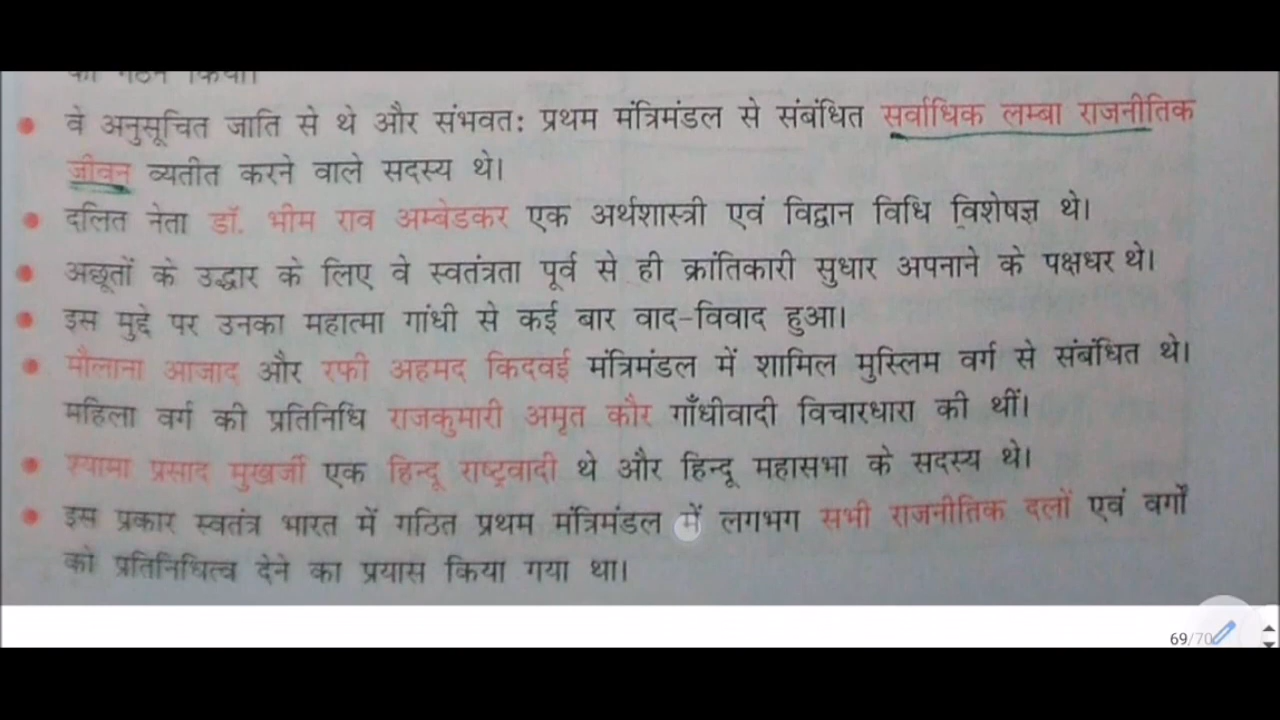 का गठन किया।
वे अनुसूचित जाति से थे और संभवतः प्रथम मंत्रिमंडल से संबंधित सर्वाधिक लम्बा राजनीतिक
जीवन व्यतीत करने वाले सदस्य थे।
दलित नेता डॉ. भीम राव अम्बेडकर एक अर्थशास्त्री एवं विद्वान विधि विशेषज्ञ थे।
अछूतों के उद्धार के लिए वे स्वतंत्रता पूर्व से ही क्रांतिकारी सुधार अपनाने के पक्षधर थे।
इस मुद्दे पर उनका महात्मा गांधी से कई बार वाद-विवाद हुआ।
मौलाना आजाद और रफी अहमद किदवई मंत्रिमंडल में शामिल मुस्लिम वर्ग से संबंधित थे।
महिला वर्ग की प्रतिनिधि राजकुमारी अमृत कौर गाँधीवादी विचारधारा की थीं।
श्यामा प्रसाद मुखर्जी एक हिन्दू राष्ट्रवादी थे और हिन्दू महासभा के सदस्य थे।
इस प्रकार स्वतंत्र भारत में गठित प्रथम मंत्रिमंडल में लगभग सभी राजनीतिक दलों एवं वर्गों
को प्रतिनिधित्व देने का प्रयास किया गया था।
69/70